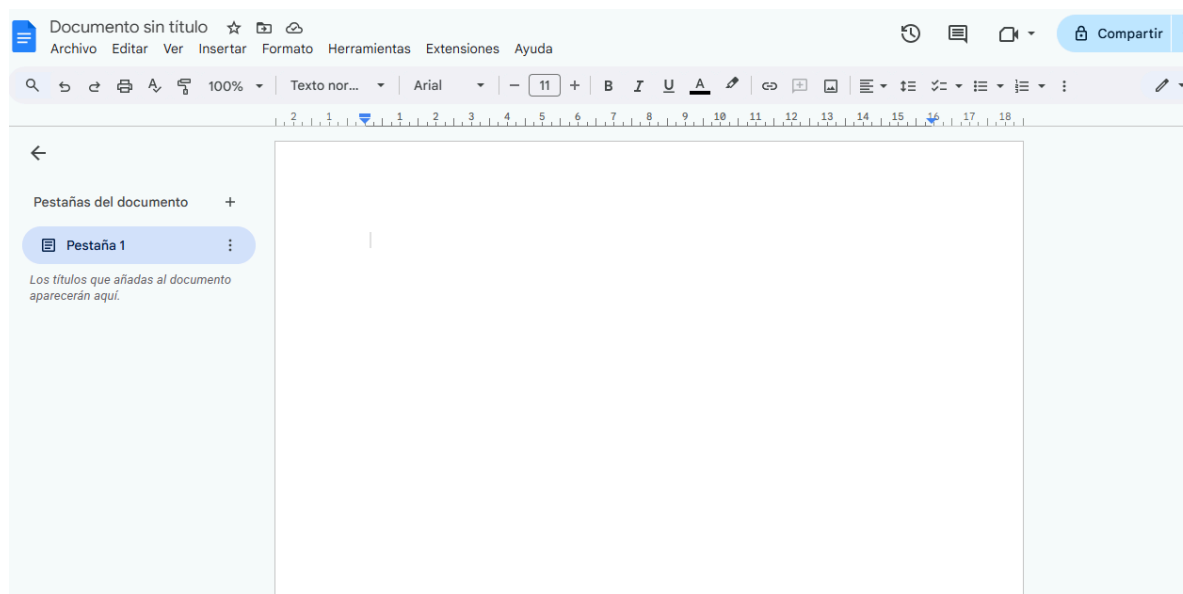 Documento sin título
Archivo Editar Ver Insertar Formato Herramientas Extensiones Ayuda
Compartir
100% Texto nor... Arial − 11 + B I U A
2 1 1 2 3 4 5 6 7 8 9 10 11 12 13 14 15 16 17 18
Pestañas del documento +
Pestaña 1
Los títulos que añadas al documento
aparecerán aquí.